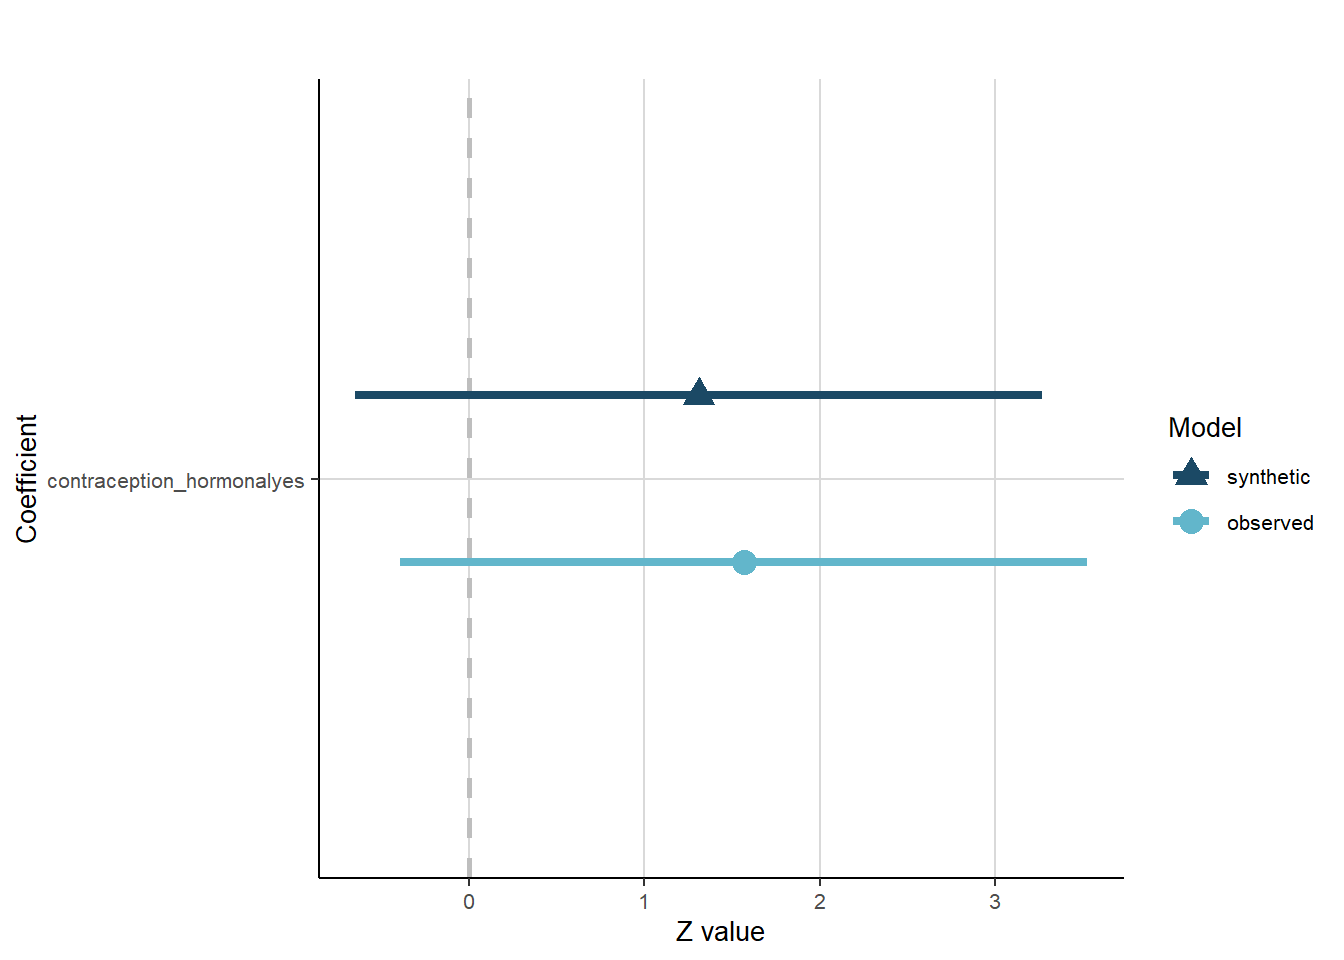 Coefficient
contraception_hormonalyes
0 1 2 3
Z value
Model
synthetic
observed